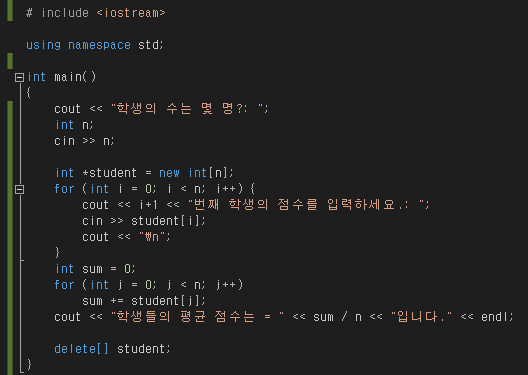 # include <iostream>
using namespace std;
int main()
{
cout << "학생의 수는 몇 명?: ";
int n;
cin >> n;
int *student = new int[n];
for (int i = 0; i < n; i++) {
cout << i+1 << "번째 학생의 점수를 입력하세요.: ";
cin >> student[i];
cout << "₩n";
}
int sum = 0;
for (int j = 0; j < n; j++)
sum += student[j];
cout << "학생들의 평균 점수는 = " << sum / n << "입니다." << endl;
delete[] student;
}